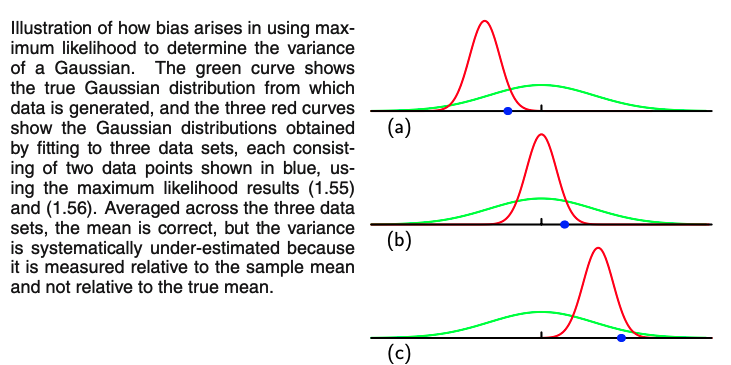 Illustration of how bias arises in using max-
imum likelihood to determine the variance
of a Gaussian. The green curve shows
the true Gaussian distribution from which
data is generated, and the three red curves
show the Gaussian distributions obtained
by fitting to three data sets, each consist-
ing of two data points shown in blue, us-
ing the maximum likelihood results (1.55)
and (1.56). Averaged across the three data
sets, the mean is correct, but the variance
is systematically under-estimated because
it is measured relative to the sample mean
and not relative to the true mean.
(a)
(b)
(c)